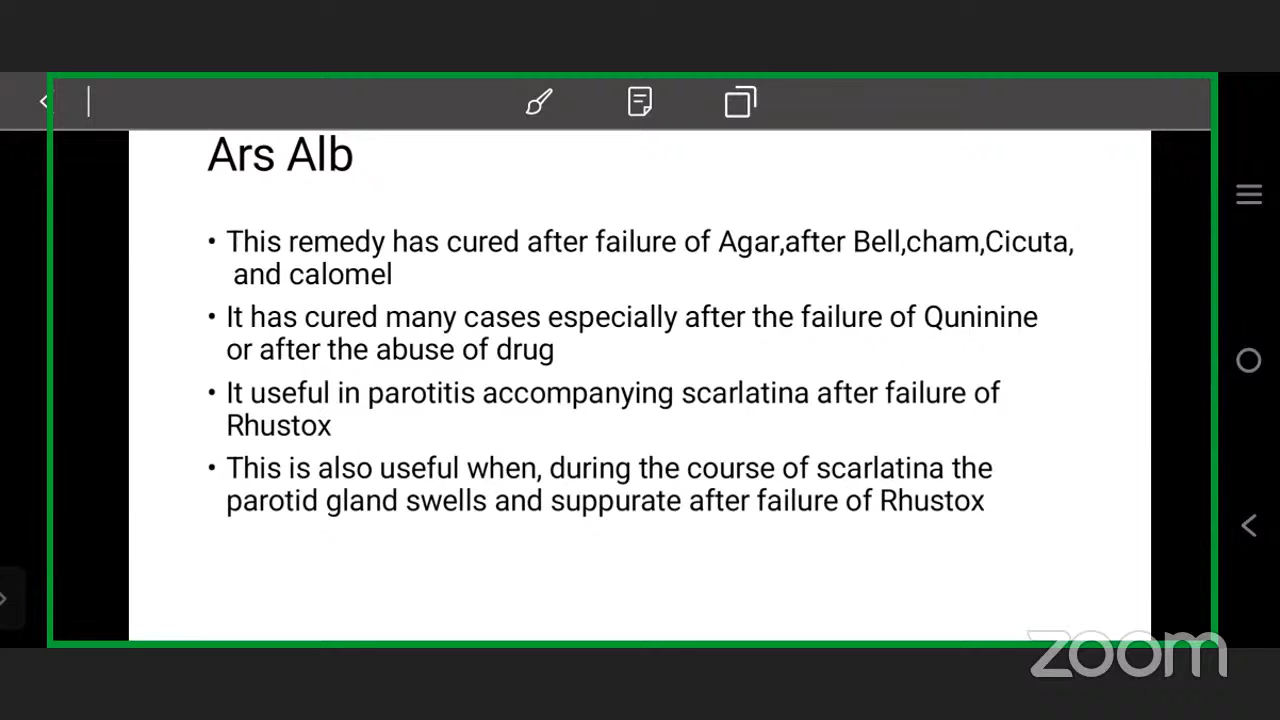 Ars Alb
• This remedy has cured after failure of Agar,after Bell,cham,Cicuta,
and calomel
• It has cured many cases especially after the failure of Quninine
or after the abuse of drug
• It useful in parotitis accompanying scarlatina after failure of
Rhustox
• This is also useful when, during the course of scarlatina the
parotid gland swells and suppurate after failure of Rhustox
zoom